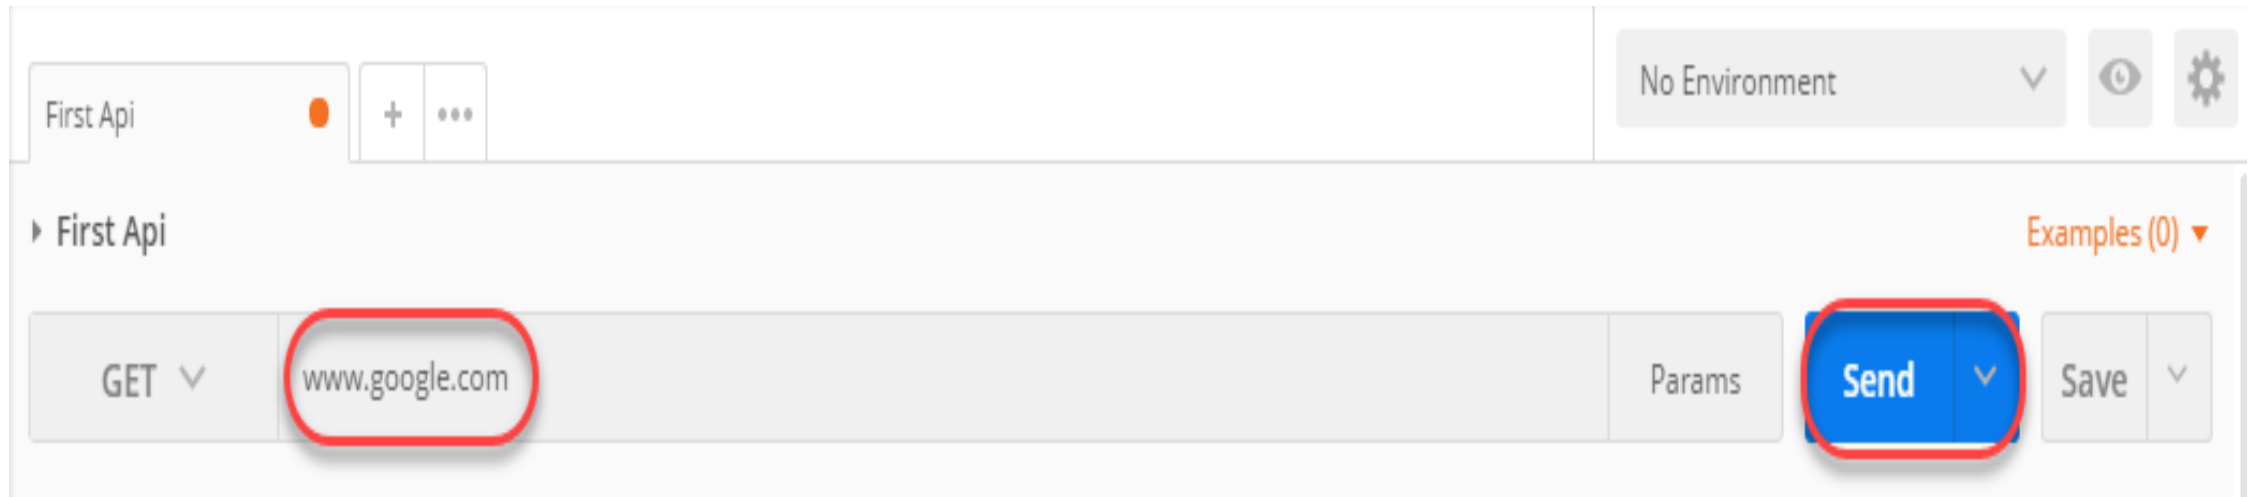 No Environment
First Api
First Api
Examples (0)
GET www.google.com Params Send Save